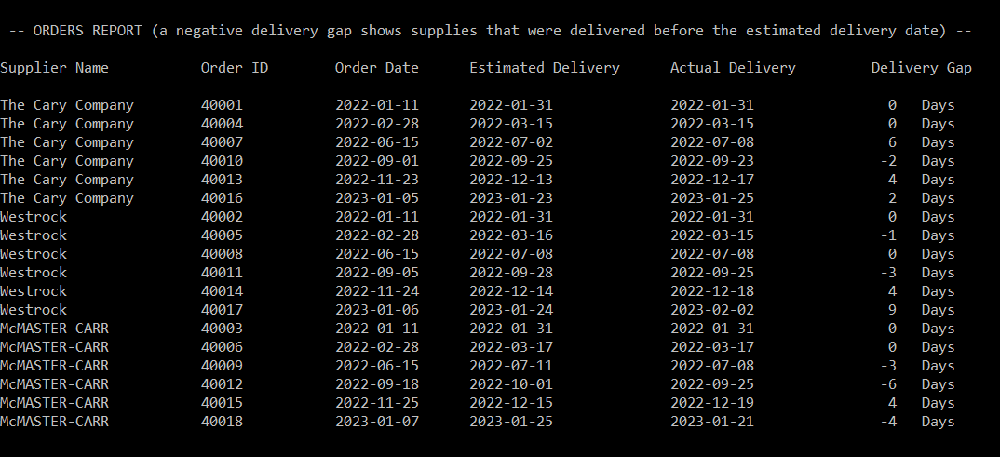 -- ORDERS REPORT (a negative delivery gap shows supplies that were delivered before the estimated delivery date) --
Supplier Name Order ID Order Date Estimated Delivery Actual Delivery Delivery Gap
-------------- -------- ---------- ------------------ --------------- ------------
The Cary Company 40001 2022-01-11 2022-01-31 2022-01-31 0 Days
The Cary Company 40004 2022-02-28 2022-03-15 2022-03-15 0 Days
The Cary Company 40007 2022-06-15 2022-07-02 2022-07-08 6 Days
The Cary Company 40010 2022-09-01 2022-09-25 2022-09-23 -2 Days
The Cary Company 40013 2022-11-23 2022-12-13 2022-12-17 4 Days
The Cary Company 40016 2023-01-05 2023-01-23 2023-01-25 2 Days
Westrock 40002 2022-01-11 2022-01-31 2022-01-31 0 Days
Westrock 40005 2022-02-28 2022-03-16 2022-03-15 -1 Days
Westrock 40008 2022-06-15 2022-07-08 2022-07-08 0 Days
Westrock 40011 2022-09-05 2022-09-28 2022-09-25 -3 Days
Westrock 40014 2022-11-24 2022-12-14 2022-12-18 4 Days
Westrock 40017 2023-01-06 2023-01-24 2023-02-02 9 Days
McMASTER-CARR 40003 2022-01-11 2022-01-31 2022-01-31 0 Days
McMASTER-CARR 40006 2022-02-28 2022-03-17 2022-03-17 0 Days
McMASTER-CARR 40009 2022-06-15 2022-07-11 2022-07-08 -3 Days
McMASTER-CARR 40012 2022-09-18 2022-10-01 2022-09-25 -6 Days
McMASTER-CARR 40015 2022-11-25 2022-12-15 2022-12-19 4 Days
McMASTER-CARR 40018 2023-01-07 2023-01-25 2023-01-21 -4 Days